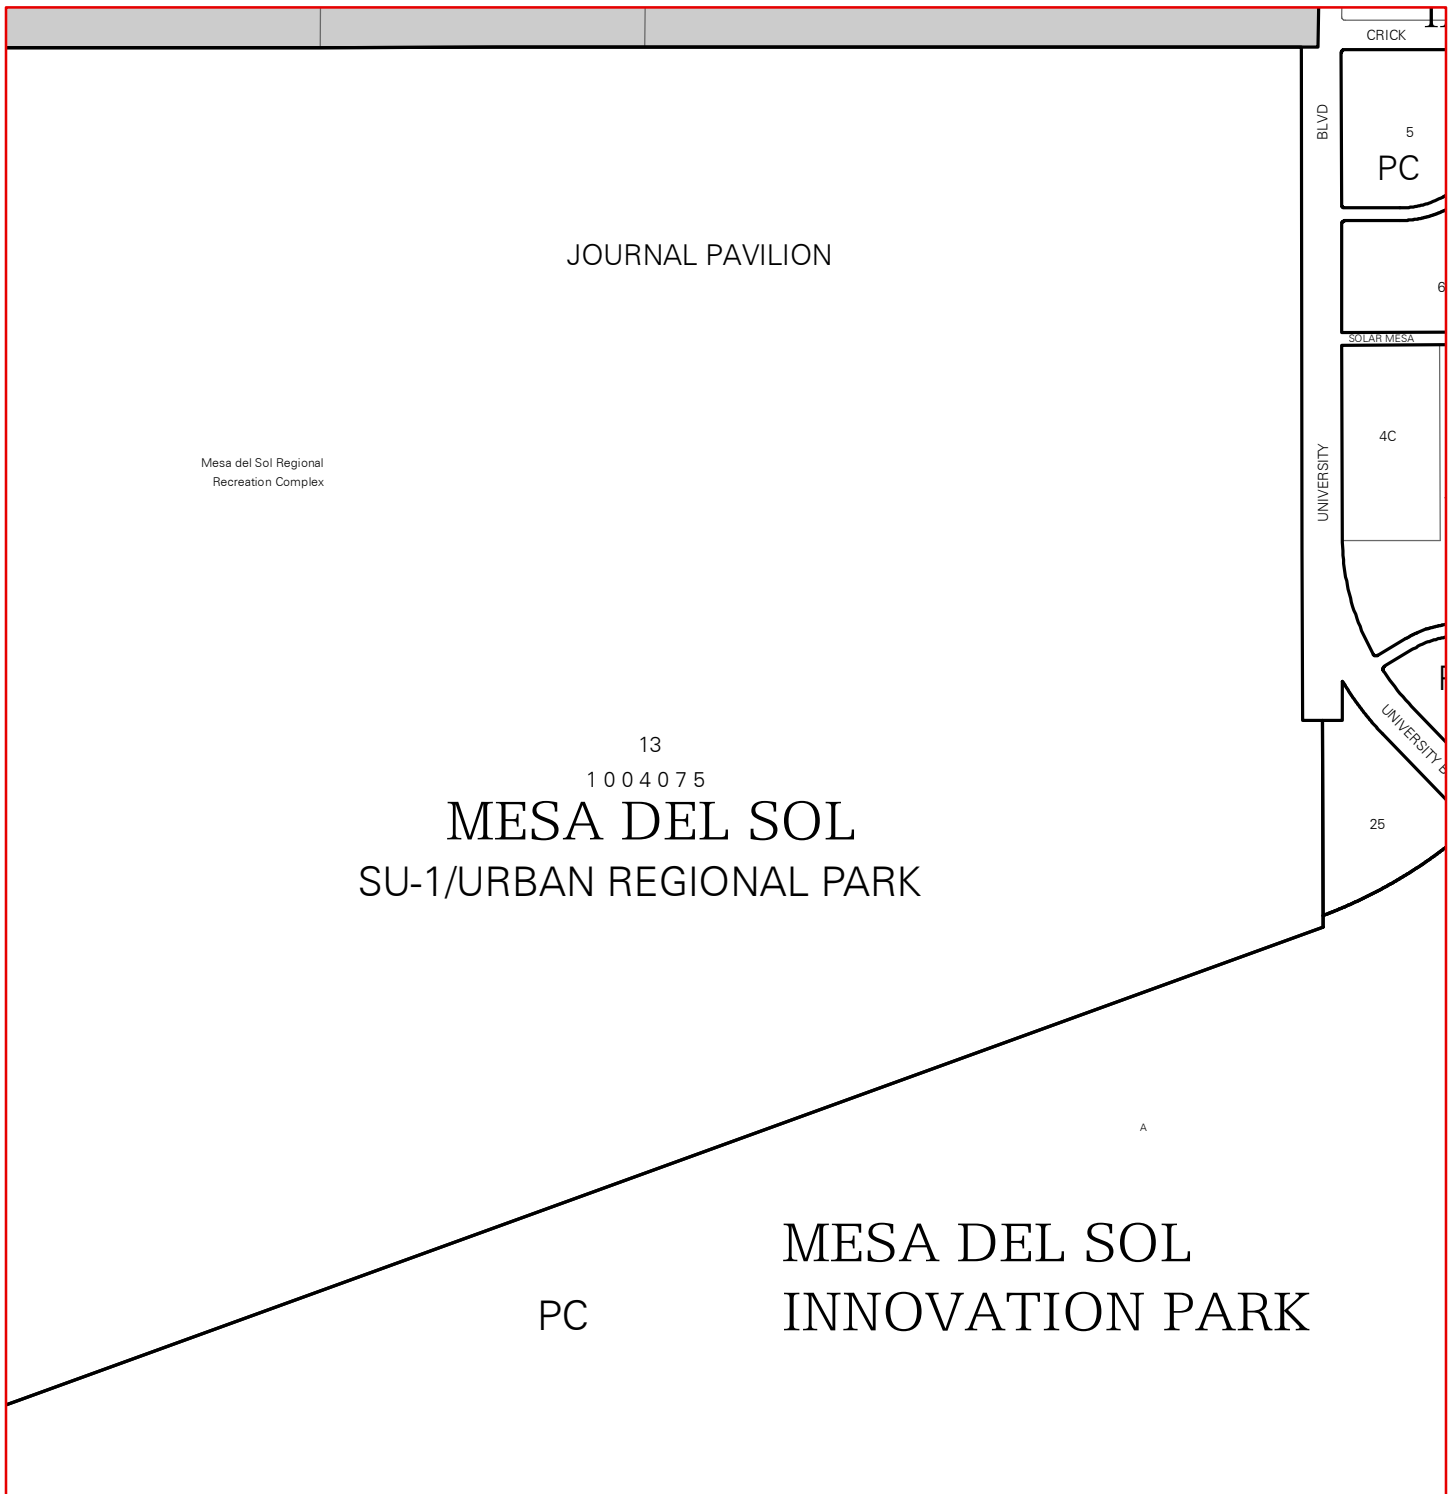 CRICK
BLVD
5
PC
JOURNAL PAVILION
6
SOLAR MESA
4C
Mesa del Sol Regional
Recreation Complex
UNIVERSITY
UNIVERSITY
13
1004075
MESA DEL SOL
SU-1/URBAN REGIONAL PARK
25
A
MESA DEL SOL
INNOVATION PARK
PC